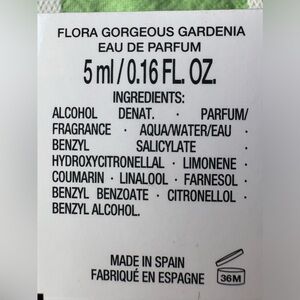 FLORA GORGEOUS GARDENIA
EAU DE PARFUM
5 ml/0.16 FL. OZ.
INGREDIENTS:
ALCOHOL DENAT. · PARFUM/
FRAGRANCE · AQUA/WATER/EAU ·
BENZYL SALICYLATE ·
HYDROXYCITRONELLAL · LIMONENE ·
COUMARIN · LINALOOL · FARNESOL ·
BENZYL BENZOATE · CITRONELLOL ·
BENZYL ALCOHOL.
MADE IN SPAIN
FABRIQUÉ EN ESPAGNE
36M